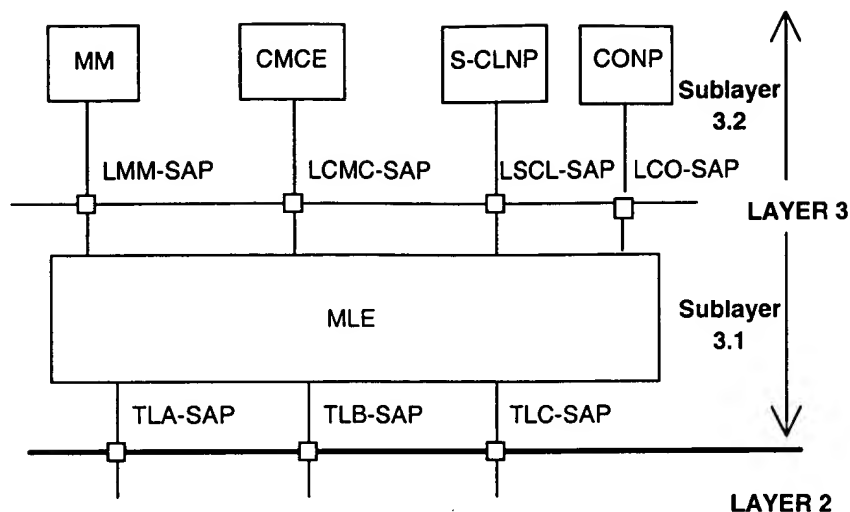 MM
CMCE
S-CLNP
CONP
Sublayer
3.2
LMM-SAP
LCMC-SAP
LSCL-SAP
LCO-SAP
LAYER 3
MLE
Sublayer
3.1
TLA-SAP
TLB-SAP
TLC-SAP
LAYER 2